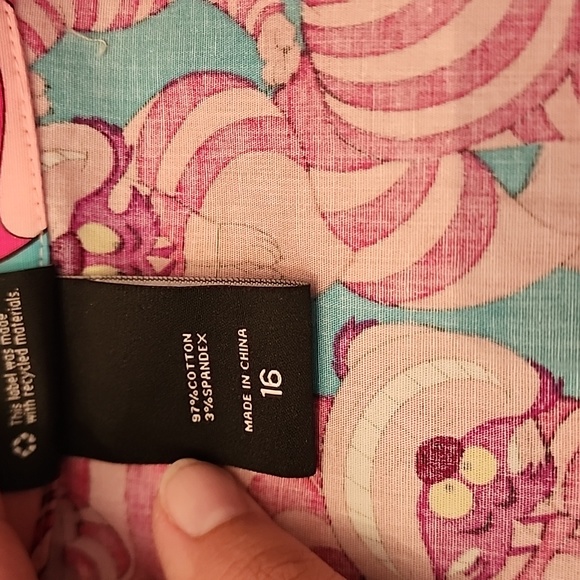 This label was made
with recycled materials.
97%COTTON
3%SPANDEX
MADE IN CHINA
16